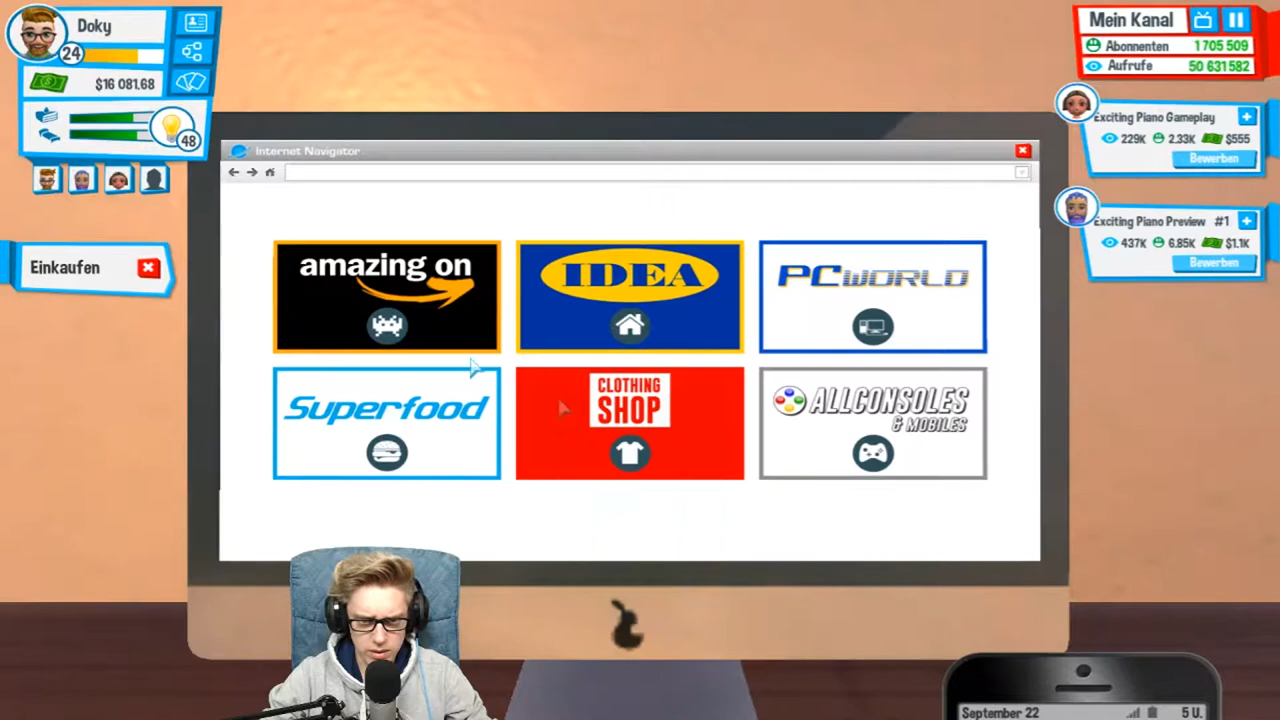 Doky
24
$16 081.68
48
Einkaufen
Internet Navigator
amazing on
IDEA
PC WORLD
Superfood
CLOTHING
SHOP
ALLCONSOLES
& MOBILES
Mein Kanal
Abonnenten 1 705 509
Aufrufe 50 631 582
Exciting Piano Gameplay
229K 2.33K $555
Bewerben
Exciting Piano Preview #1
437K 6.85K $1.1K
Bewerben
September 22 5 U.